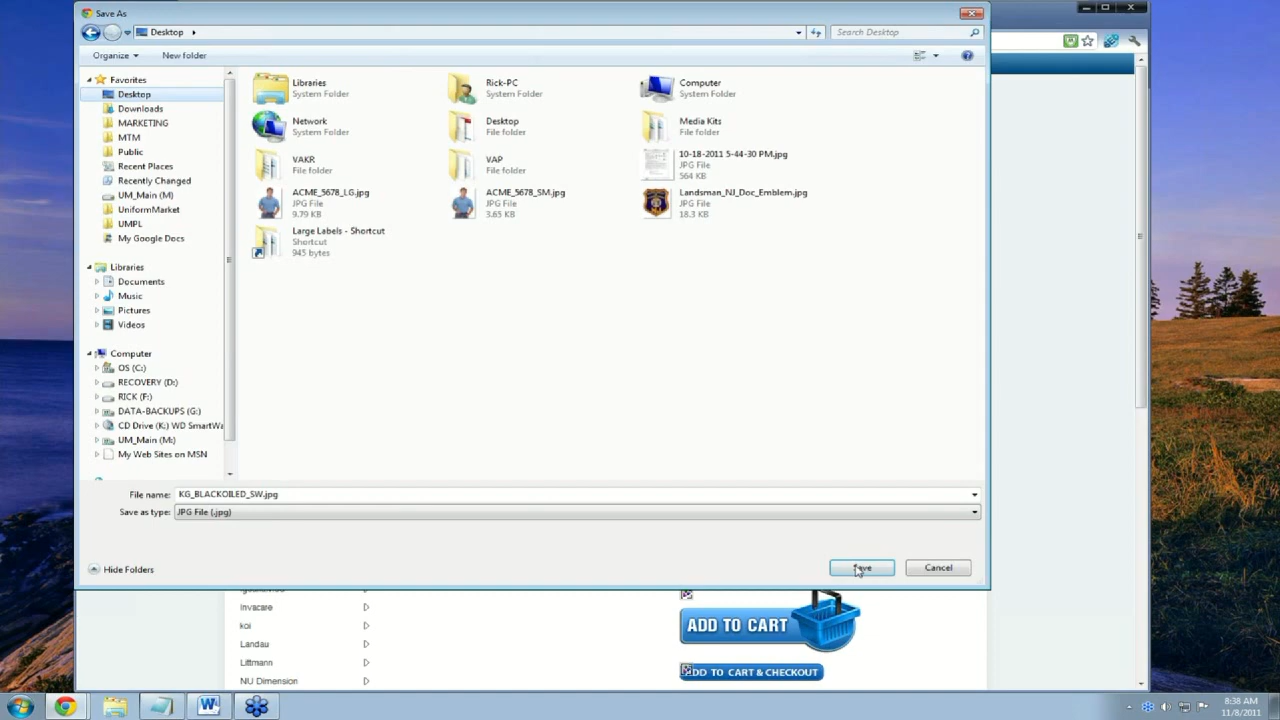 Save As
Desktop
Search Desktop
Organize
New folder
Favorites
Desktop
Downloads
MARKETING
MTM
Public
Recent Places
Recently Changed
UM_Main (M)
UniformMarket
UMPL
My Google Docs
Libraries
Documents
Music
Pictures
Videos
Computer
OS (C:)
RECOVERY (D:)
RICK (F:)
DATA-BACKUPS (G:)
CD Drive (K:) WD SmartWa
UM_Main (M:)
My Web Sites on MSN
Libraries
System Folder
Rick-PC
System Folder
Computer
System Folder
Network
System Folder
Desktop
File folder
Media Kits
File folder
VAKR
File folder
VAP
File folder
10-18-2011 5-44-30 PM.jpg
JPG File
564 KB
ACME_5678_LG.jpg
JPG File
9.79 KB
ACME_5678_SM.jpg
JPG File
3.65 KB
Landsman_NJ_Doc_Emblem.jpg
JPG File
18.3 KB
Large Labels - Shortcut
Shortcut
945 bytes
File name: KG_BLACKOILED_SW.jpg
Save as type: JPG File (.jpg)
Hide Folders
Save
Cancel
Invacare
koi
Landau
Littmann
NU Dimension
ADD TO CART
ADD TO CART & CHECKOUT
8:38 AM
11/8/2011